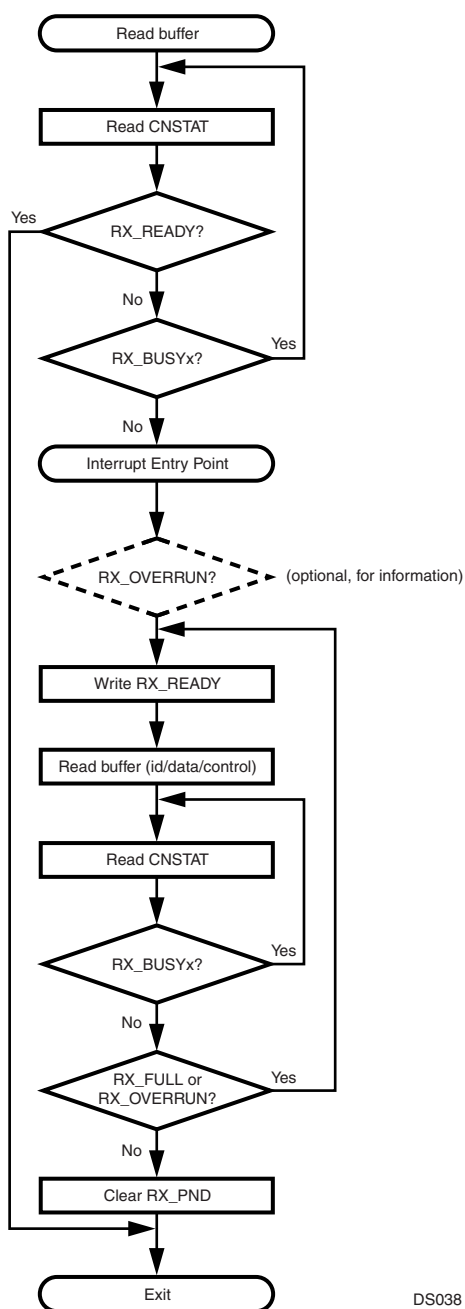 Read buffer
Read CNSTAT
Yes
RX_READY?
No
RX_BUSYx?
Yes
No
Interrupt Entry Point
RX_OVERRUN?
(optional, for information)
Write RX_READY
Read buffer (id/data/control)
Read CNSTAT
RX_BUSYx?
Yes
No
RX_FULL or
RX_OVERRUN?
Yes
No
Clear RX_PND
Exit
DS038